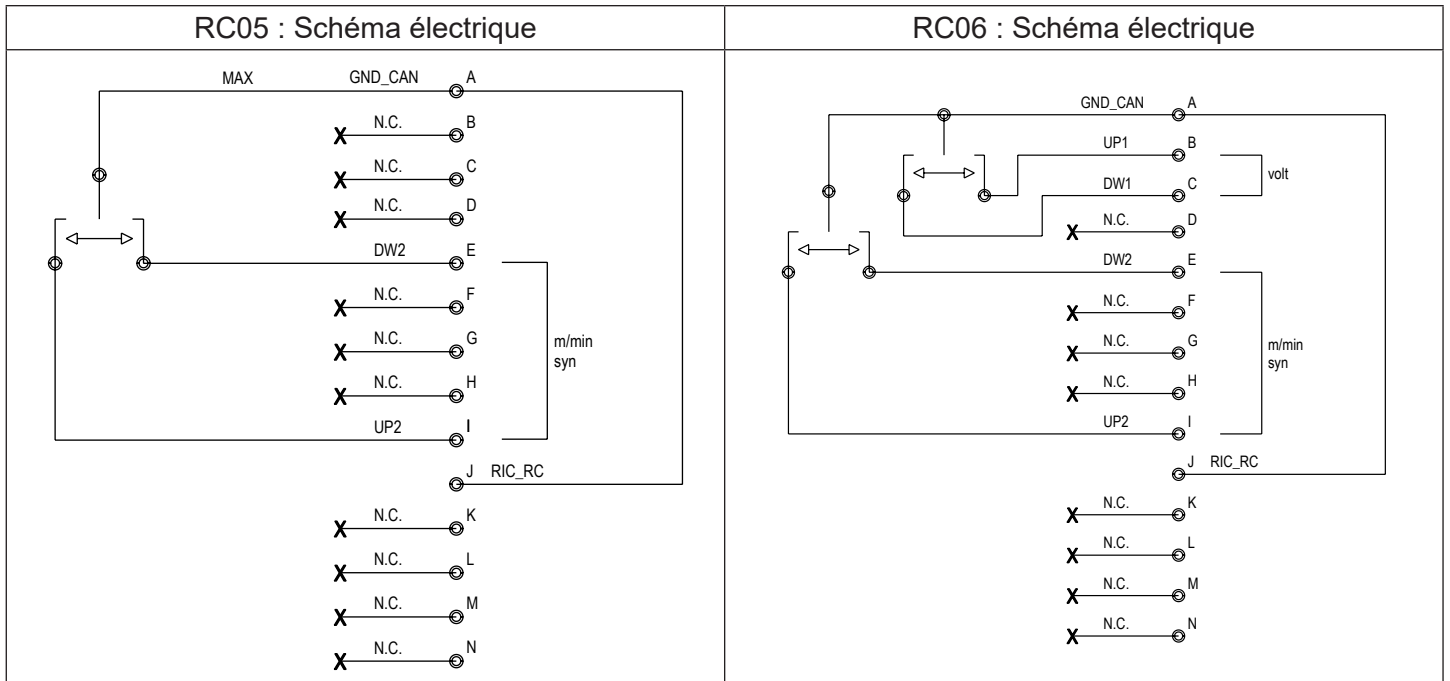 RC05 : Schéma électrique
MAX GND_CAN A
N.C. B
N.C. C
N.C. D
DW2 E
N.C. F
N.C. G
m/min
syn
N.C. H
UP2 I
J RIC_RC
N.C. K
N.C. L
N.C. M
N.C. N
RC06 : Schéma électrique
GND_CAN A
UP1 B
volt
DW1 C
N.C. D
DW2 E
N.C. F
N.C. G
m/min
syn
N.C. H
UP2 I
J RIC_RC
N.C. K
N.C. L
N.C. M
N.C. N